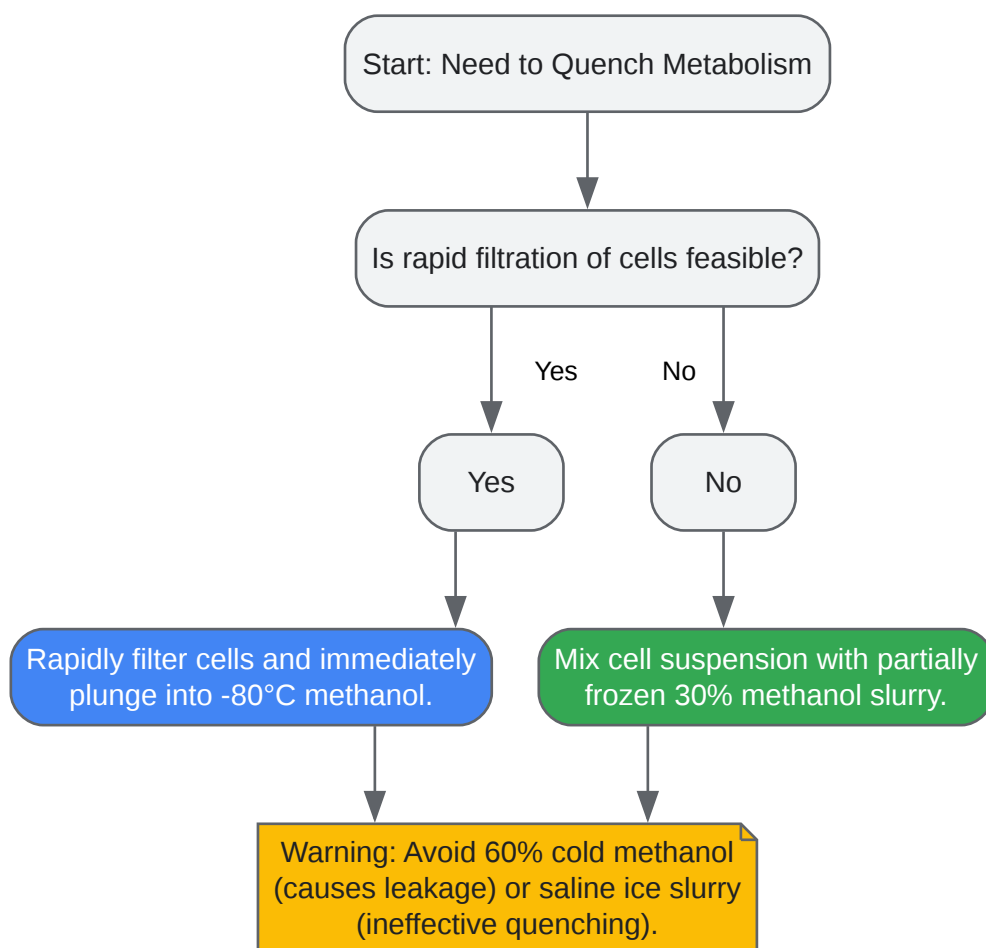 Start: Need to Quench Metabolism
Is rapid filtration of cells feasible?
Yes
No
Yes
No
Rapidly filter cells and immediately
plunge into -80°C methanol.
Mix cell suspension with partially
frozen 30% methanol slurry.
Warning: Avoid 60% cold methanol
(causes leakage) or saline ice slurry
(ineffective quenching).